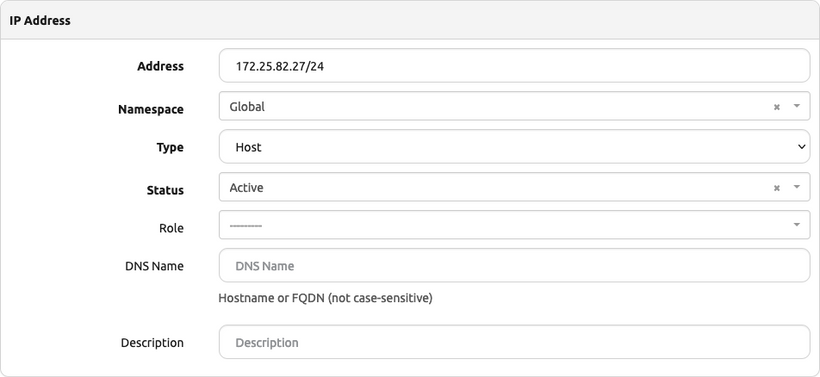 IP Address
Address 172.25.82.27/24
Namespace Global
Type Host
Status Active
Role ---------
DNS Name DNS Name
Hostname or FQDN (not case-sensitive)
Description Description